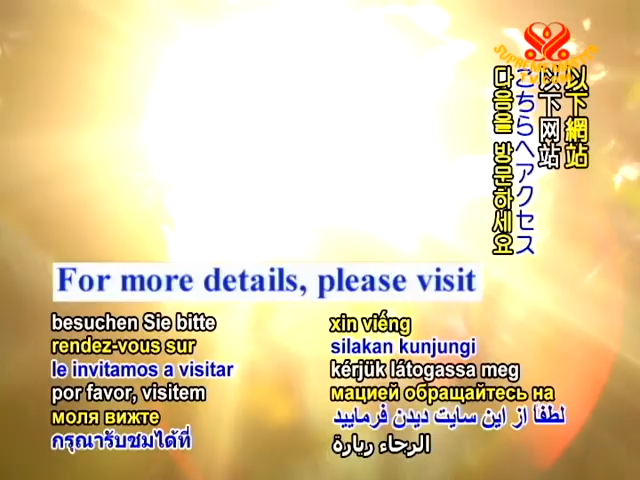 SUPREME MASTER
以下網站
以下网站
こちらへアクセス
다음을 방문하세요
For more details, please visit
besuchen Sie bitte
rendez-vous sur
le invitamos a visitar
por favor, visitem
моля вижте
กรุณารับชมได้ที่
xin viéng
silakan kunjungi
kérjük látogassa meg
мацией обращайтесь на
لطفاً از این سایت دیدن فرمایید
الرجاء زيارة